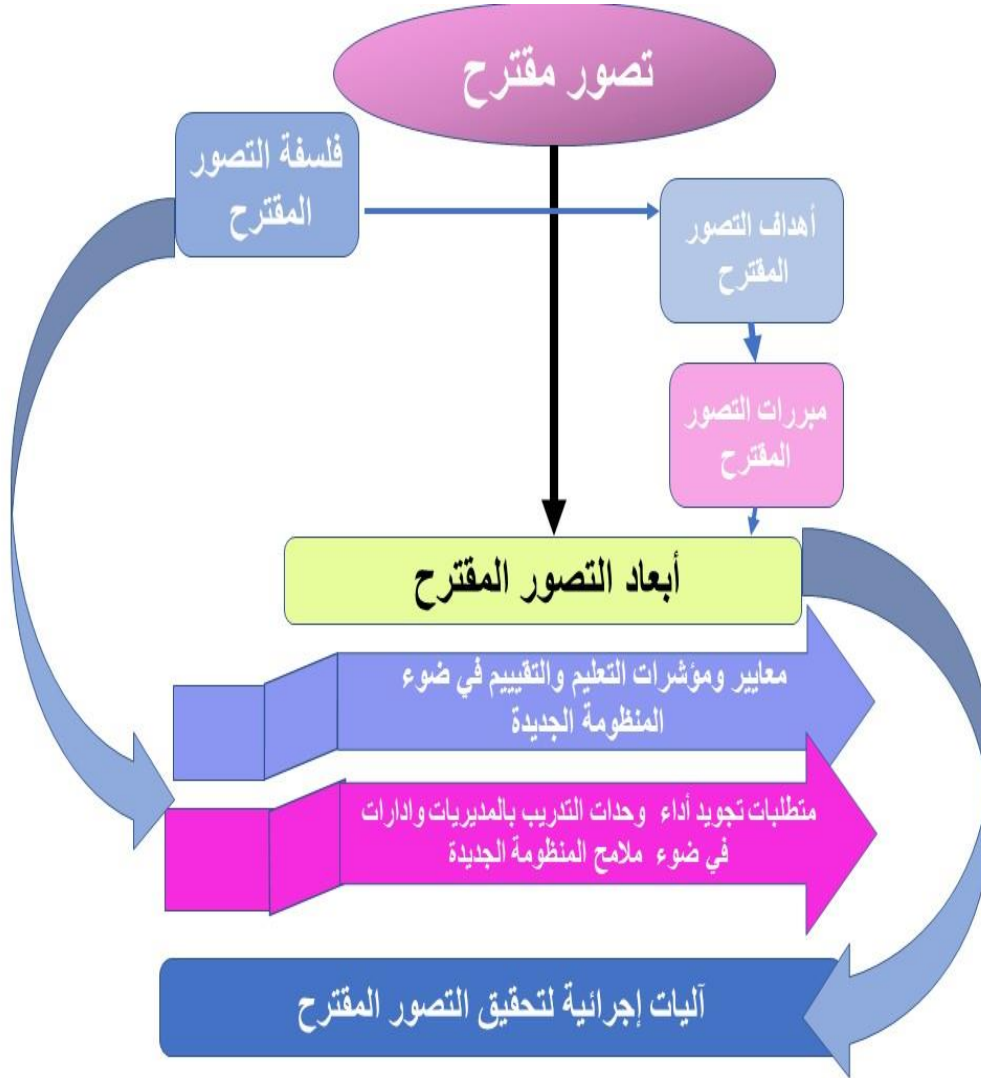 تصور مقترح
فلسفة التصور
المقترح
أهداف التصور
المقترح
مبررات التصور
المقترح
أبعاد التصور المقترح
معايير ومؤشرات التعليم والتقييم في ضوء
المنظومة الجديدة
متطلبات تجويد أداء وحدات التدريب بالمديريات وادارات
في ضوء ملامح المنظومة الجديدة
آليات إجرائية لتحقيق التصور المقترح